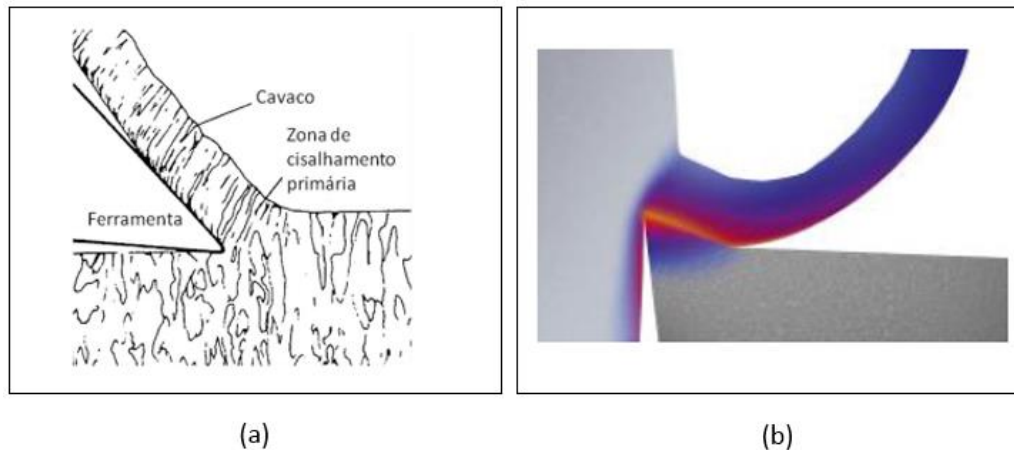 Cavaco
Zona de
cisalhamento
primária
Ferramenta
(a)
(b)